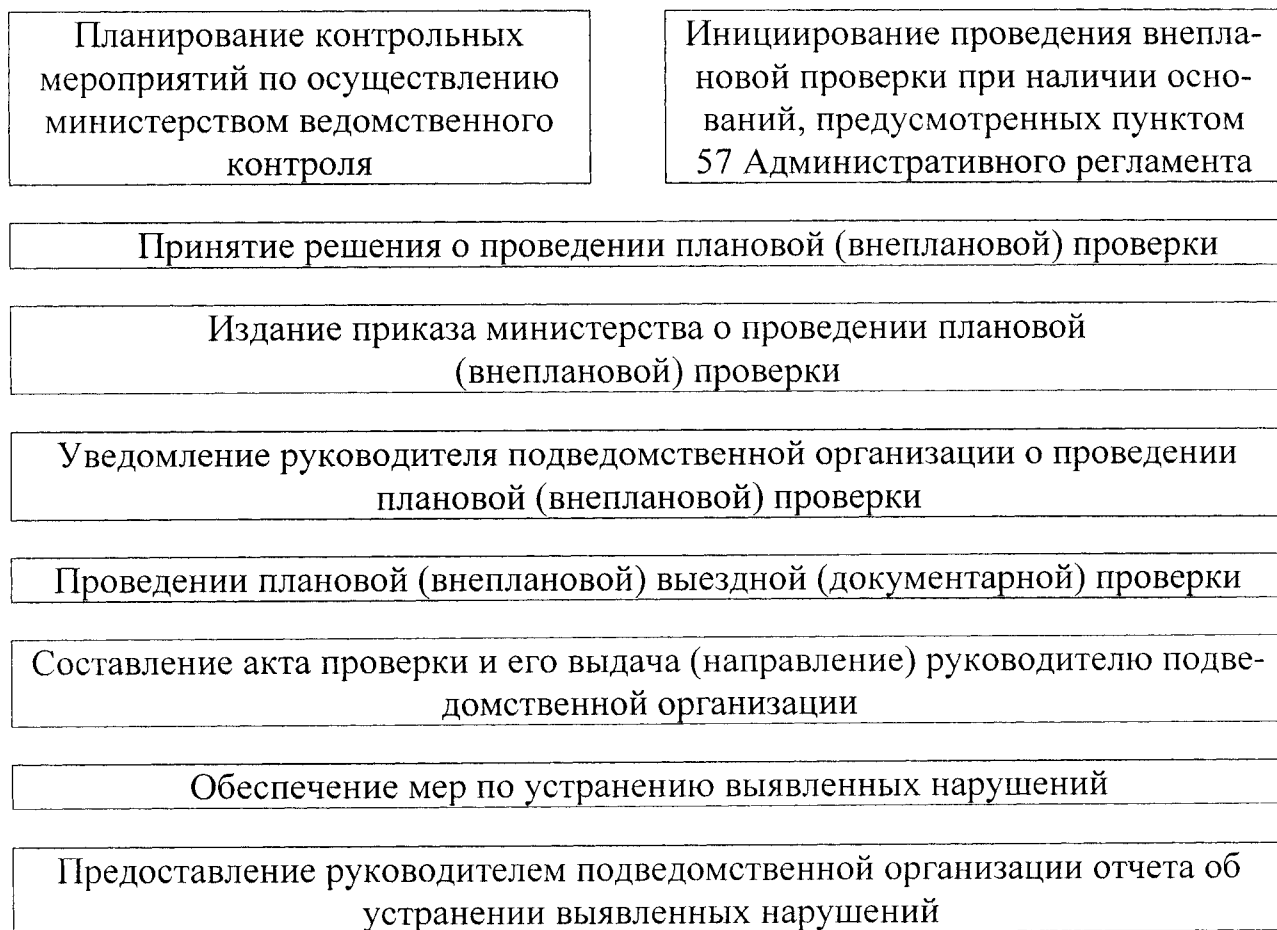 Планирование контрольных
мероприятий по осуществлению
министерством ведомственного
контроля
Инициирование проведения внепла-
новой проверки при наличии осно-
ваний, предусмотренных пунктом
57 Административного регламента
Принятие решения о проведении плановой (внеплановой) проверки
Издание приказа министерства о проведении плановой
(внеплановой) проверки
Уведомление руководителя подведомственной организации о проведении
плановой (внеплановой) проверки
Проведении плановой (внеплановой) выездной (документарной) проверки
Составление акта проверки и его выдача (направление) руководителю подве-
домственной организации
Обеспечение мер по устранению выявленных нарушений
Предоставление руководителем подведомственной организации отчета об
устранении выявленных нарушений